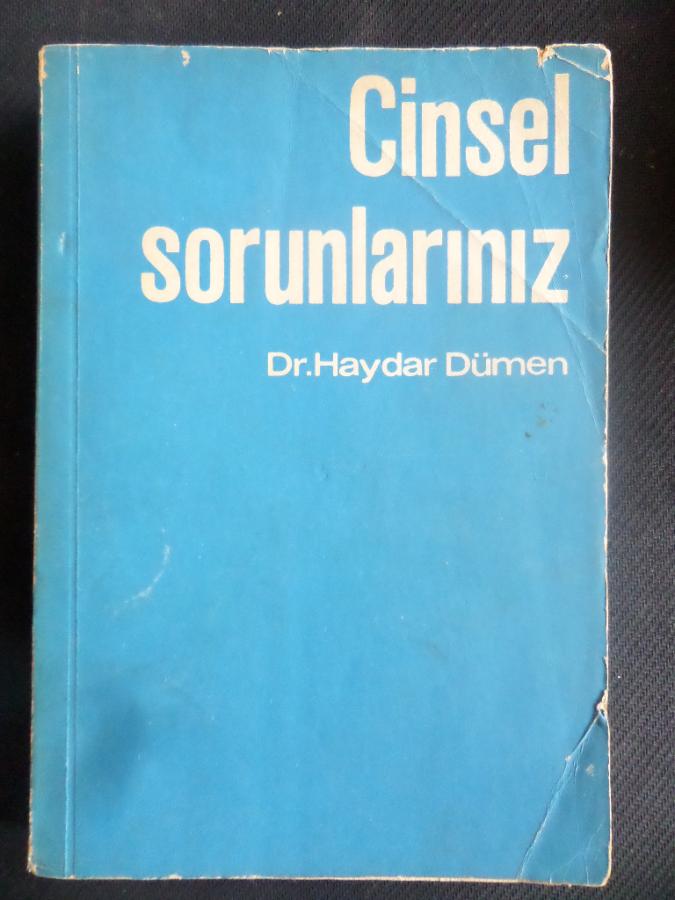 Cinsel
sorunlarınız
Dr.Haydar Dümen